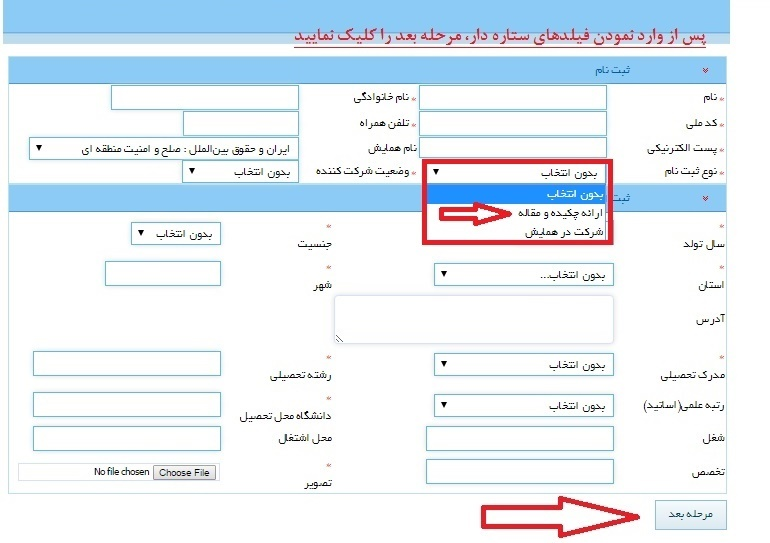 پس از وارد نمودن فیلدهای ستاره دار، مرحله بعد را کلیک نمایید
ثبت نام
* نام * نام خانوادگی
* کد ملی * تلفن همراه
* پست الکترونیکی نام همایش ایران و حقوق بین‌الملل : صلح و امنیت منطقه ای
* نوع ثبت نام بدون انتخاب * وضعیت شرکت کننده بدون انتخاب
بدون انتخاب
ثبت
ارائه چکیده و مقاله
شرکت در همایش
* سال تولد * جنسیت بدون انتخاب
* استان بدون انتخاب... * شهر
آدرس
* مدرک تحصیلی بدون انتخاب * رشته تحصیلی
رتبه علمی(اساتید) بدون انتخاب * دانشگاه محل تحصیل
شغل محل اشتغال
تخصص * تصویر Choose File No file chosen
مرحله بعد